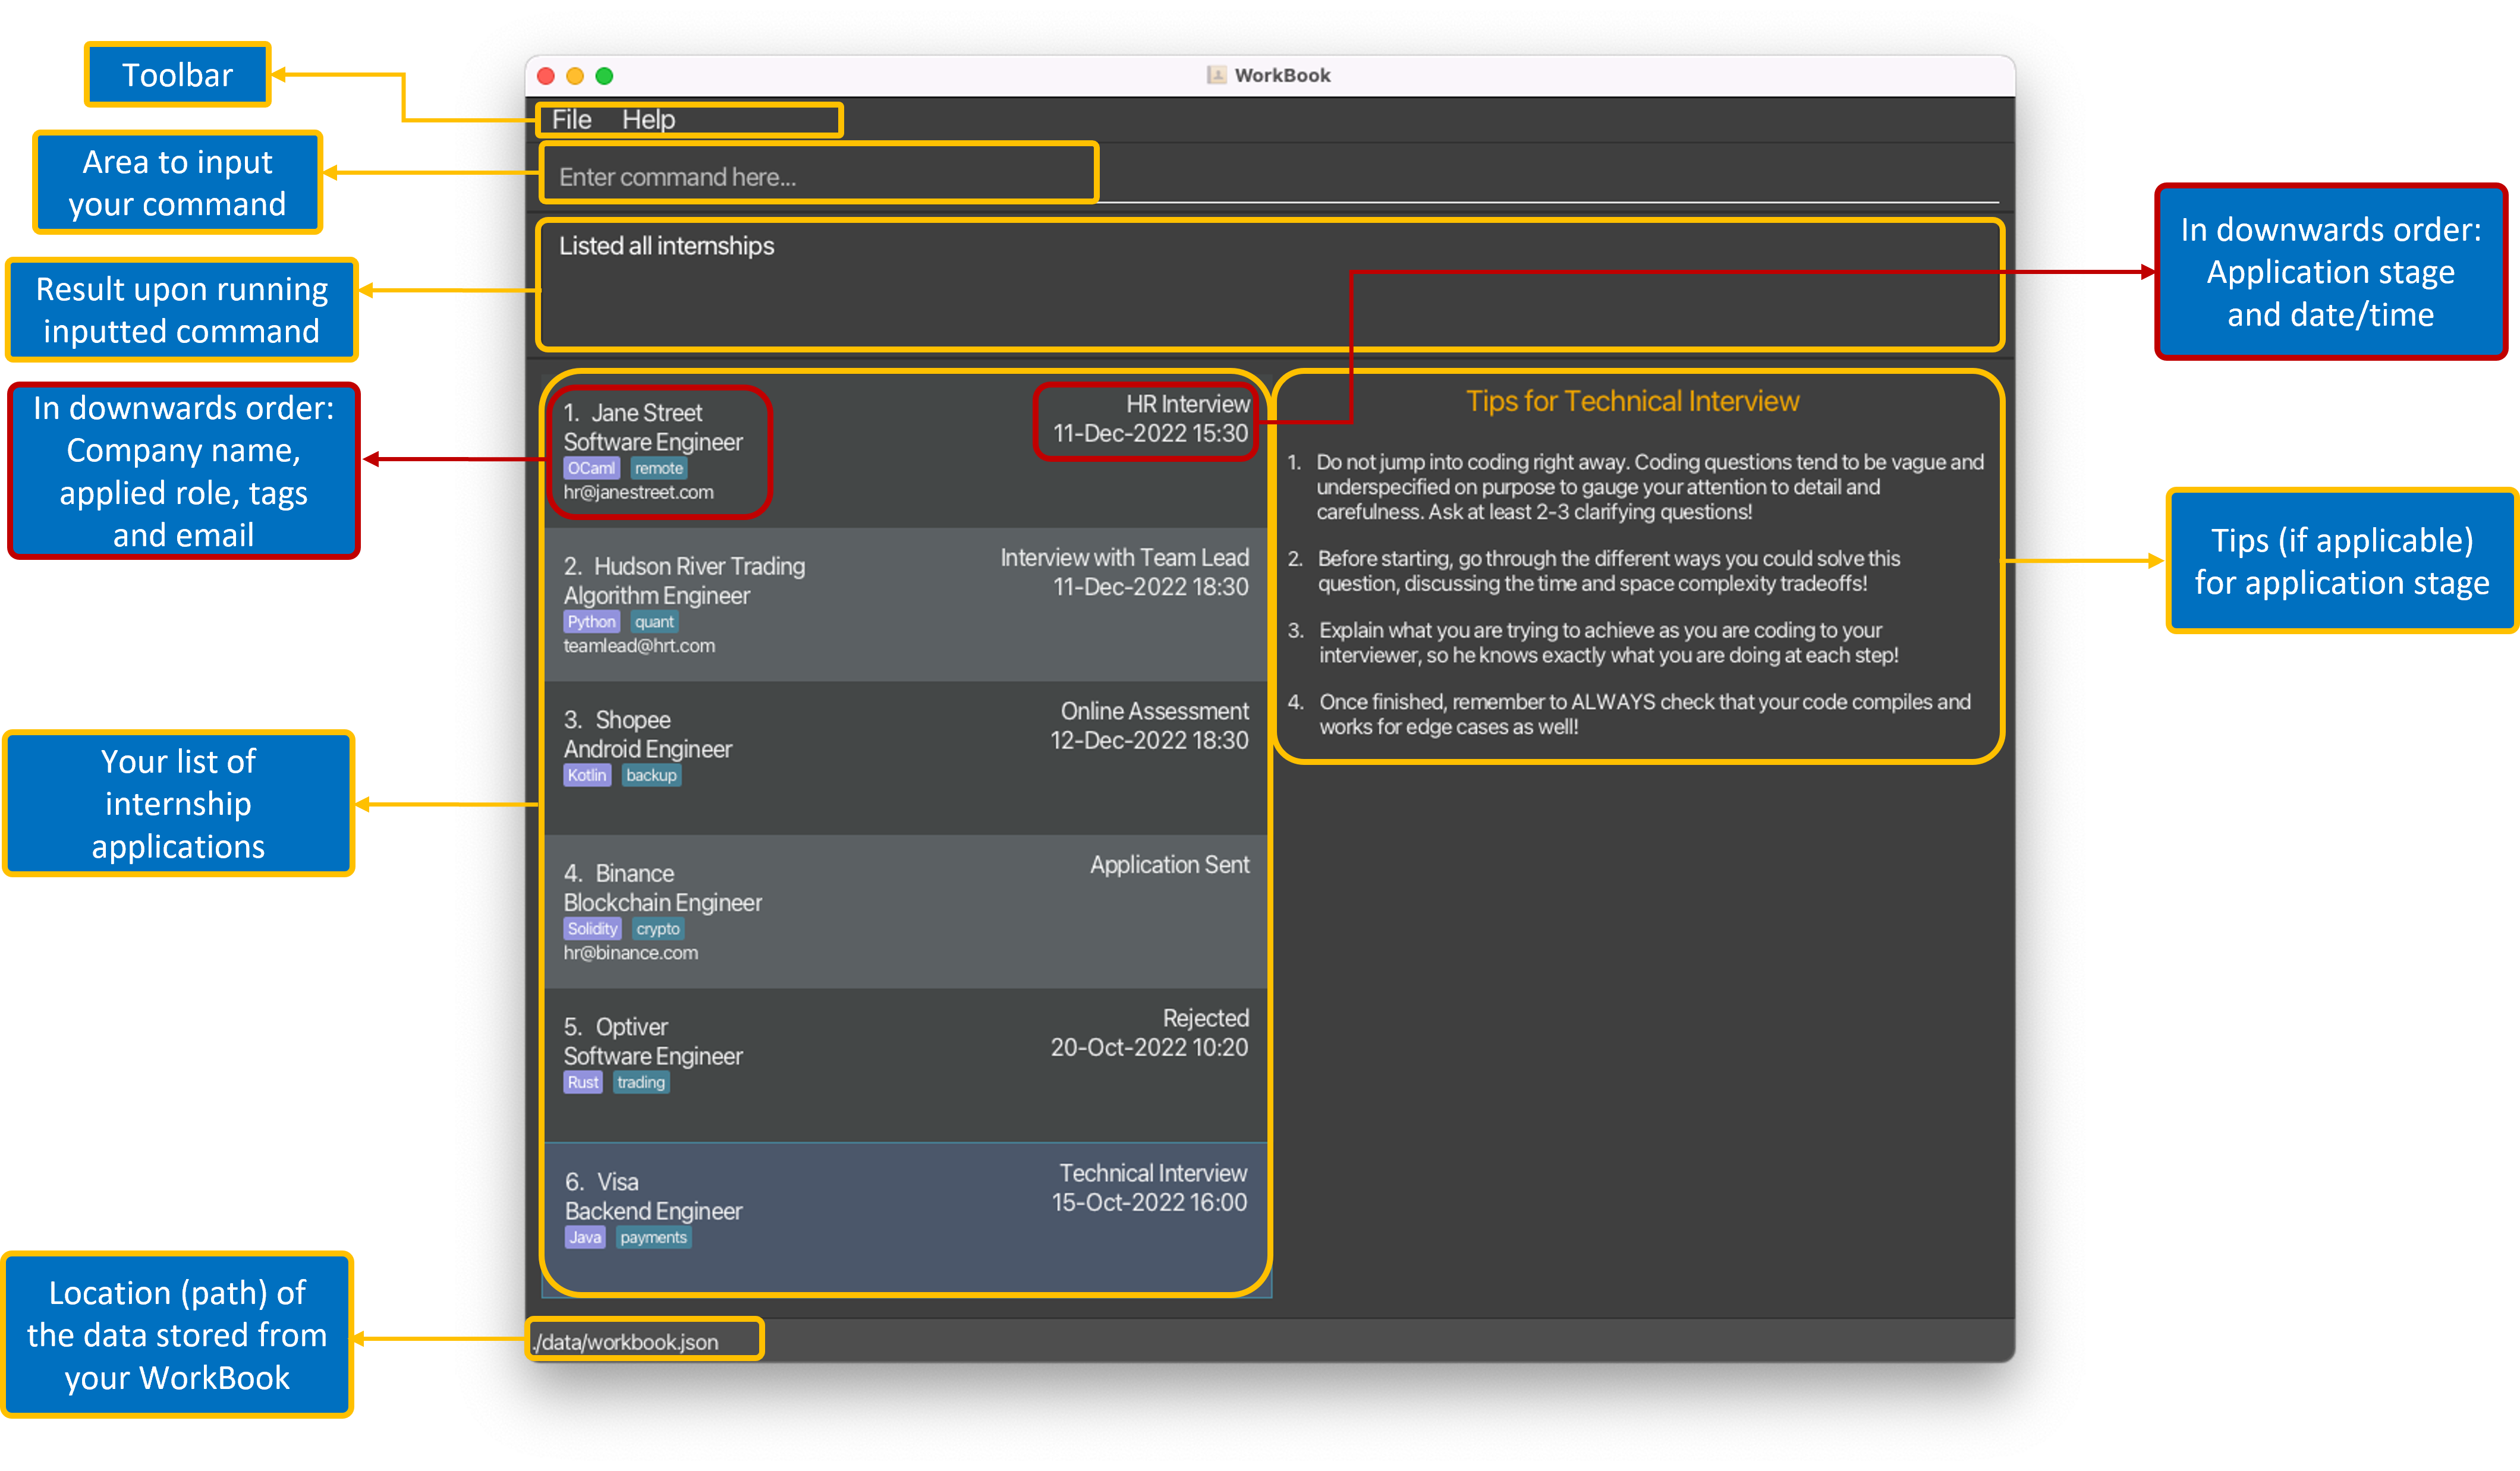 Toolbar
Area to input
your command
Result upon running
inputted command
In downwards order:
Company name,
applied role, tags
and email
Your list of
internship
applications
Location (path) of
the data stored from
your WorkBook
WorkBook
File Help
Enter command here...
Listed all internships
1. Jane Street
Software Engineer
OCaml remote
hr@janestreet.com
HR Interview
11-Dec-2022 15:30
2. Hudson River Trading
Algorithm Engineer
Python quant
teamlead@hrt.com
Interview with Team Lead
11-Dec-2022 18:30
3. Shopee
Android Engineer
Kotlin backup
Online Assessment
12-Dec-2022 18:30
4. Binance
Blockchain Engineer
Solidity crypto
hr@binance.com
Application Sent
5. Optiver
Software Engineer
Rust trading
Rejected
20-Oct-2022 10:20
6. Visa
Backend Engineer
Java payments
Technical Interview
15-Oct-2022 16:00
Tips for Technical Interview
1. Do not jump into coding right away. Coding questions tend to be vague and
underspecified on purpose to gauge your attention to detail and
carefulness. Ask at least 2-3 clarifying questions!
2. Before starting, go through the different ways you could solve this
question, discussing the time and space complexity tradeoffs!
3. Explain what you are trying to achieve as you are coding to your
interviewer, so he knows exactly what you are doing at each step!
4. Once finished, remember to ALWAYS check that your code compiles and
works for edge cases as well!
./data/workbook.json
In downwards order:
Application stage
and date/time
Tips (if applicable)
for application stage